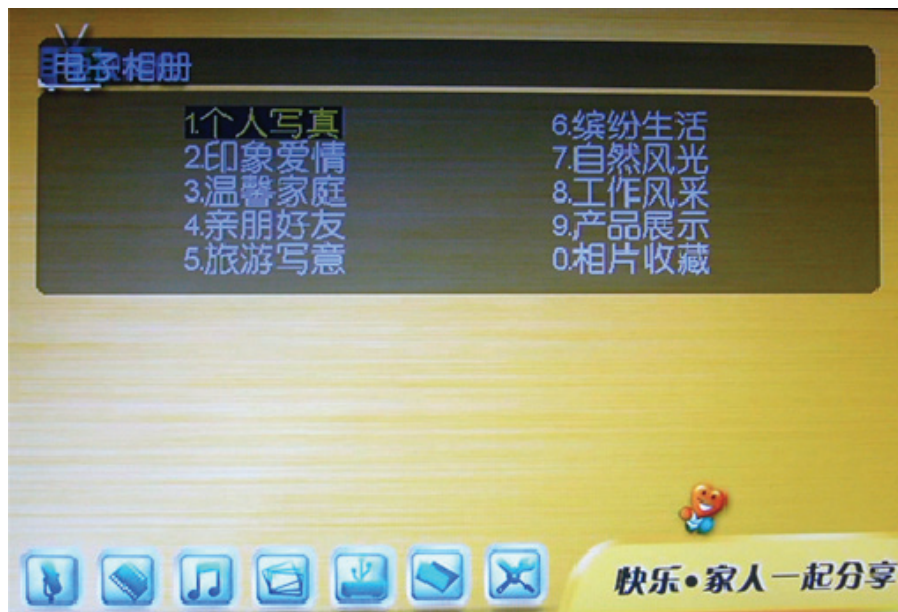 电子相册
1.个人写真
2.印象爱情
3.温馨家庭
4.亲朋好友
5.旅游写意
6.缤纷生活
7.自然风光
8.工作风采
9.产品展示
0.相片收藏
快乐•家人一起分享